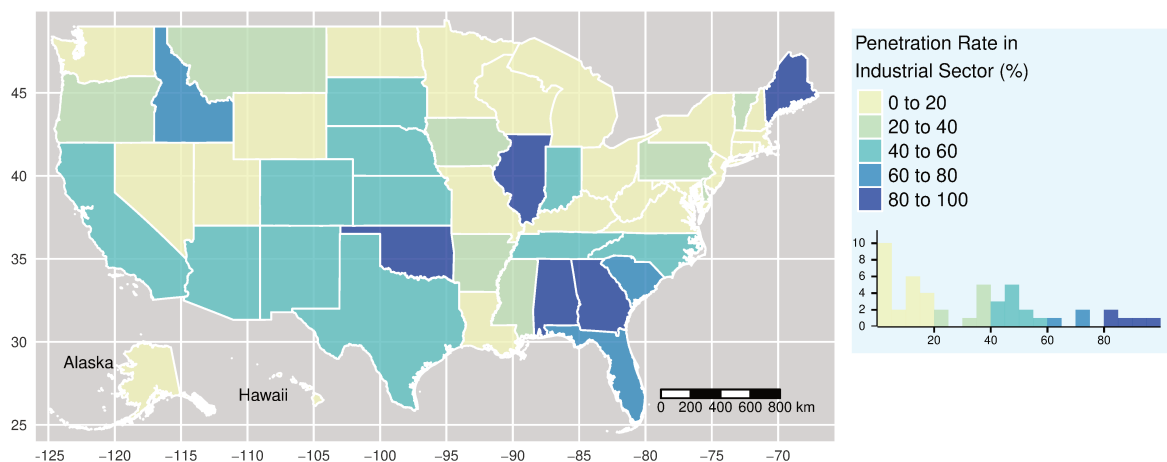 45
40
35
30
25
−125 −120 −115 −110 −105 −100 −95 −90 −85 −80 −75 −70
Alaska
Hawaii
0 200 400 600 800 km
Penetration Rate in
Industrial Sector (%)
0 to 20
20 to 40
40 to 60
60 to 80
80 to 100
10
8
6
4
2
0
20 40 60 80